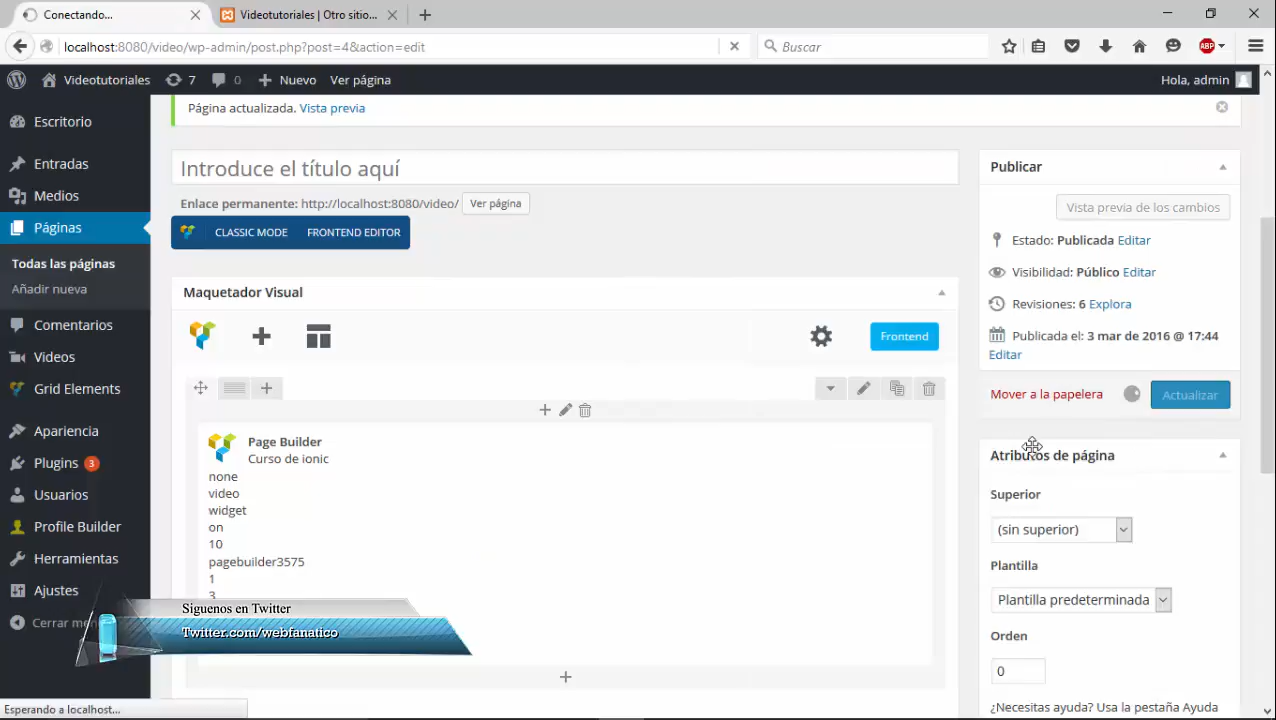 Conectando...
Videotutoriales | Otro sitio...
localhost:8080/video/wp-admin/post.php?post=4&action=edit
Buscar
ABP
Videotutoriales
7
0
Nuevo
Ver página
Hola, admin
Escritorio
Entradas
Medios
Páginas
Todas las páginas
Añadir nueva
Comentarios
Videos
Grid Elements
Apariencia
Plugins 3
Usuarios
Profile Builder
Herramientas
Ajustes
Cerrar men
Página actualizada. Vista previa
Introduce el título aquí
Enlace permanente: http://localhost:8080/video/ Ver página
CLASSIC MODE FRONTEND EDITOR
Maquetador Visual
Frontend
Page Builder
Curso de ionic
none
video
widget
on
10
pagebuilder3575
1
3
Publicar
Vista previa de los cambios
Estado: Publicada Editar
Visibilidad: Público Editar
Revisiones: 6 Explora
Publicada el: 3 mar de 2016 @ 17:44
Editar
Mover a la papelera
Actualizar
Atributos de página
Superior
(sin superior)
Plantilla
Plantilla predeterminada
Orden
0
¿Necesitas ayuda? Usa la pestaña Ayuda
Siguenos en Twitter
Twitter.com/webfanatico
Esperando a localhost...